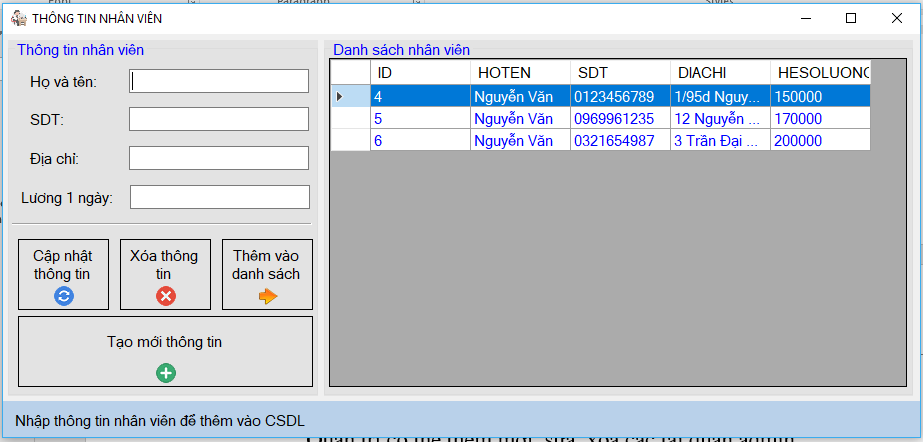 THÔNG TIN NHÂN VIÊN
Thông tin nhân viên
Họ và tên:
SDT:
Địa chỉ:
Lương 1 ngày:
Cập nhật
thông tin
Xóa thông
tin
Thêm vào
danh sách
Tạo mới thông tin
Danh sách nhân viên
ID HOTEN SDT DIACHI HESOLUONG
4 Nguyễn Văn 0123456789 1/95d Nguy... 150000
5 Nguyễn Văn 0969961235 12 Nguyễn ... 170000
6 Nguyễn Văn 0321654987 3 Trần Đại ... 200000
Nhập thông tin nhân viên để thêm vào CSDL